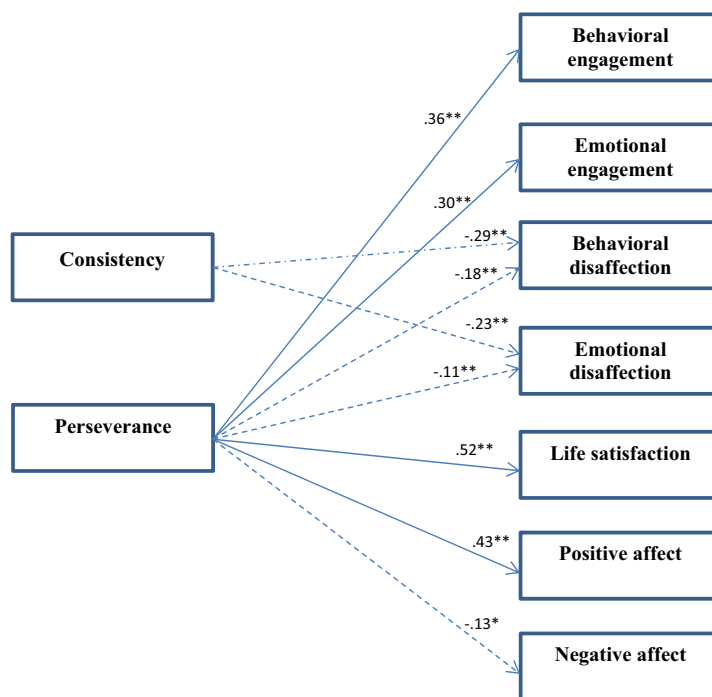 Behavioral
engagement
.36**
Emotional
engagement
.30**
Consistency
-.29**
Behavioral
disaffection
-.18**
-.23**
Emotional
disaffection
-.11**
Perseverance
.52**
Life satisfaction
.43**
Positive affect
-.13*
Negative affect